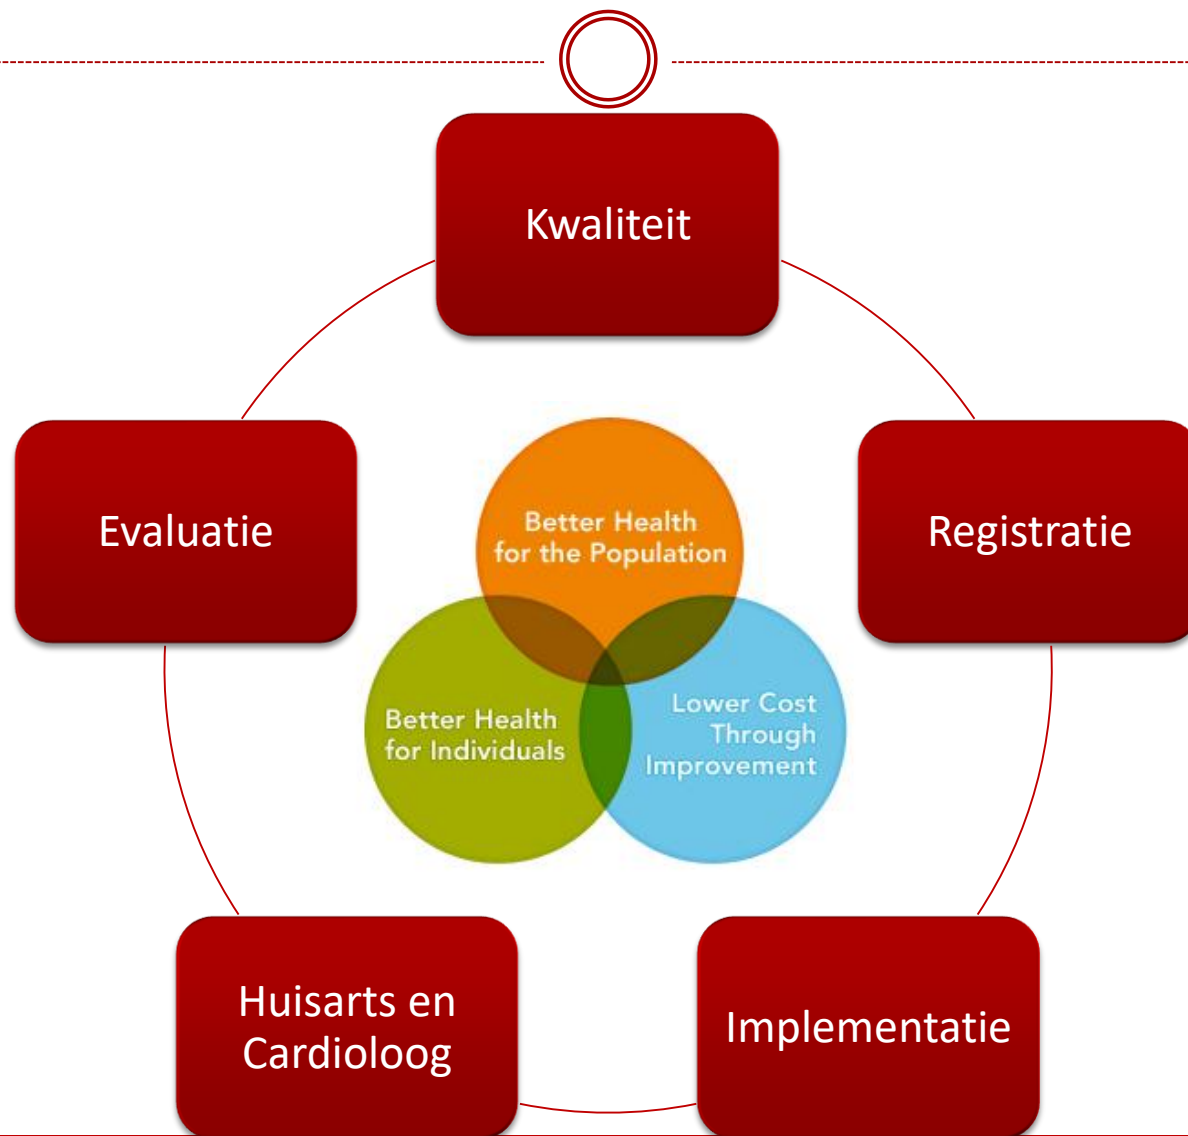 Kwaliteit
Evaluatie
Registratie
Better Health
for the Population
Better Health
for Individuals
Lower Cost
Through
Improvement
Huisarts en
Cardioloog
Implementatie